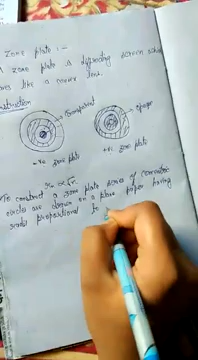 Zone plate :—
A zone plate is diffracting screen which
like a convex lens.
Construction
transparent
opaque
-ve zone plate
+ve zone plate
rn ∝ √n
To construct a zone plate series of concentric
circles are drawn on a plane paper having
radii proportional to